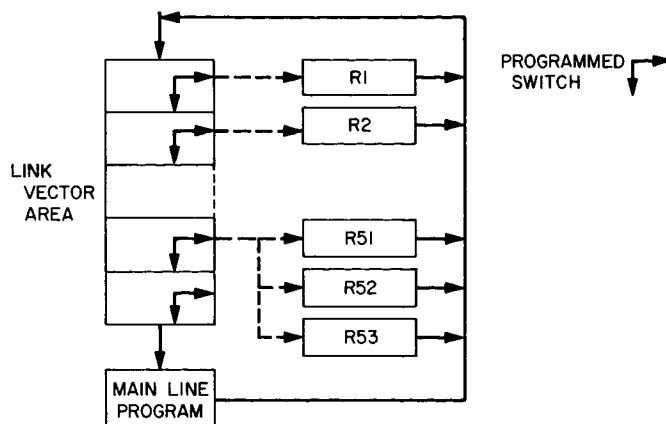 R1
PROGRAMMED
SWITCH
R2
LINK
VECTOR
AREA
R51
R52
R53
MAIN LINE
PROGRAM